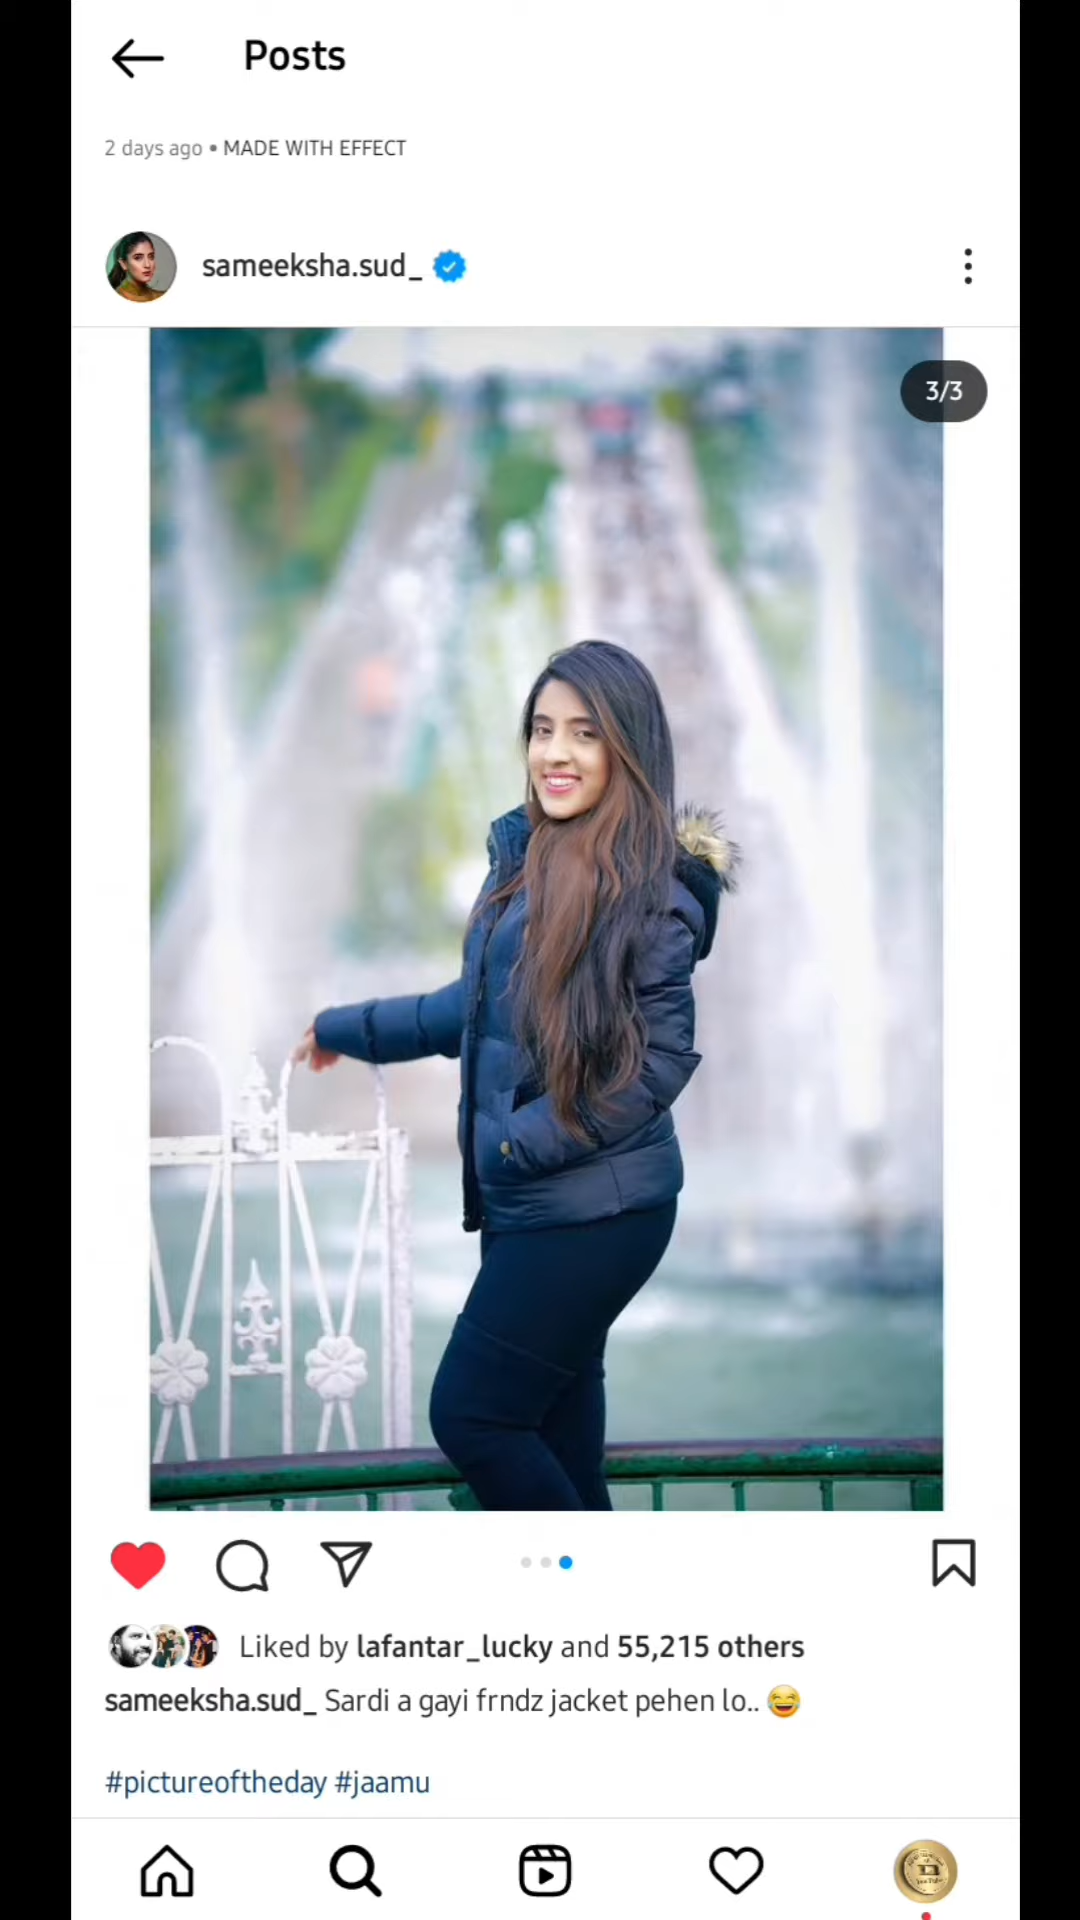 Posts
2 days ago • MADE WITH EFFECT
sameeksha.sud_
3/3
Liked by lafantar_lucky and 55,215 others
sameeksha.sud_ Sardi a gayi frndz jacket pehen lo.. 😂
#pictureoftheday #jaamu